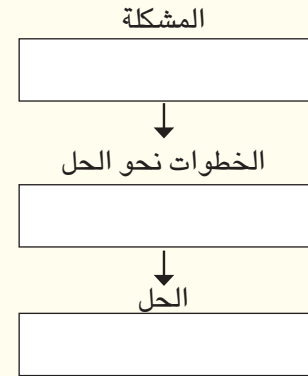 المشكلة
الخطوات نحو الحل
الحل